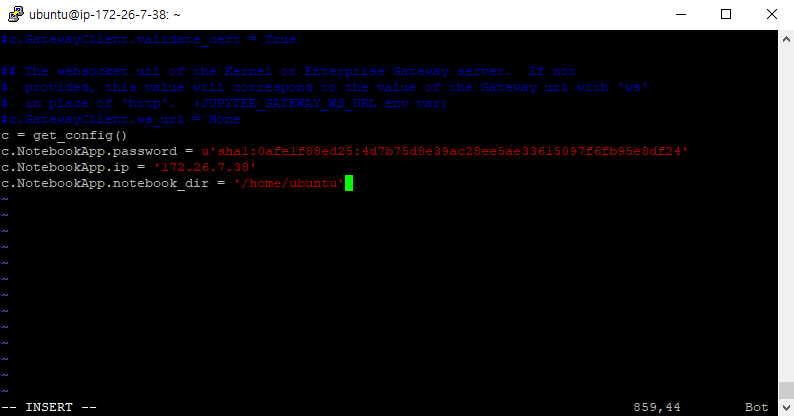 ubuntu@ip-172-26-7-38: ~
#c.GatewayClient.validate_cert = True
## The websocket url of the Kernel or Enterprise Gateway server.  If not
#  provided, this value will correspond to the value of the Gateway url with 'ws'
#  in place of 'http'.  (JUPYTER_GATEWAY_WS_URL env var)
#c.GatewayClient.ws_url = None
c = get_config()
c.NotebookApp.password = u'sha1:0afe1f88ed25:4d7b75d8e39ac28ee5ae33615097f6fb95e8df24'
c.NotebookApp.ip = '172.26.7.38'
c.NotebookApp.notebook_dir = '/home/ubuntu'
~
~
~
~
~
~
~
~
~
~
~
~
~
-- INSERT --                    859,44        Bot